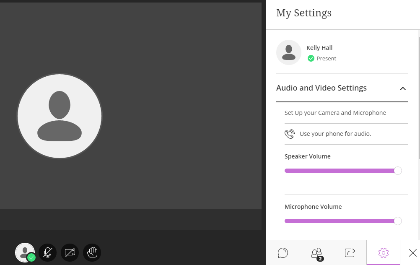 My Settings
Kelly Hall
Present
Audio and Video Settings
Set Up your Camera and Microphone
Use your phone for audio.
Speaker Volume
Microphone Volume